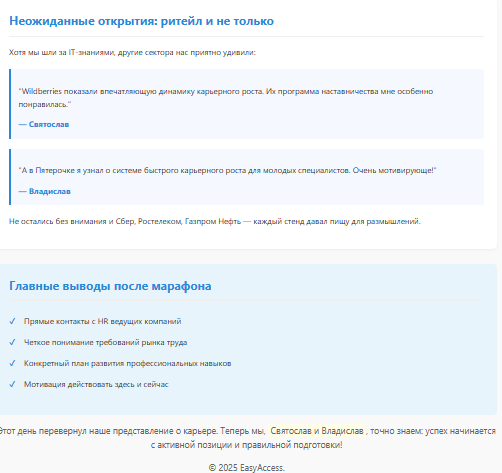 Неожиданные открытия: ритейл и не только
Хотя мы шли за IT-знаниями, другие сектора нас приятно удивили:
"Wildberries показали впечатляющую динамику карьерного роста. Их программа наставничества мне особенно
понравилась."
— Святослав
"А в Пятерочке я узнал о системе быстрого карьерного роста для молодых специалистов. Очень мотивирующе!"
— Владислав
Не остались без внимания и Сбер, Ростелеком, Газпром Нефть — каждый стенд давал пищу для размышлений.
Главные выводы после марафона
✓ Прямые контакты с HR ведущих компаний
✓ Четкое понимание требований рынка труда
✓ Конкретный план развития профессиональных навыков
✓ Мотивация действовать здесь и сейчас
Этот день перевернул наше представление о карьере. Теперь мы, Святослав и Владислав , точно знаем: успех начинается
с активной позиции и правильной подготовки!
© 2025 EasyAccess.